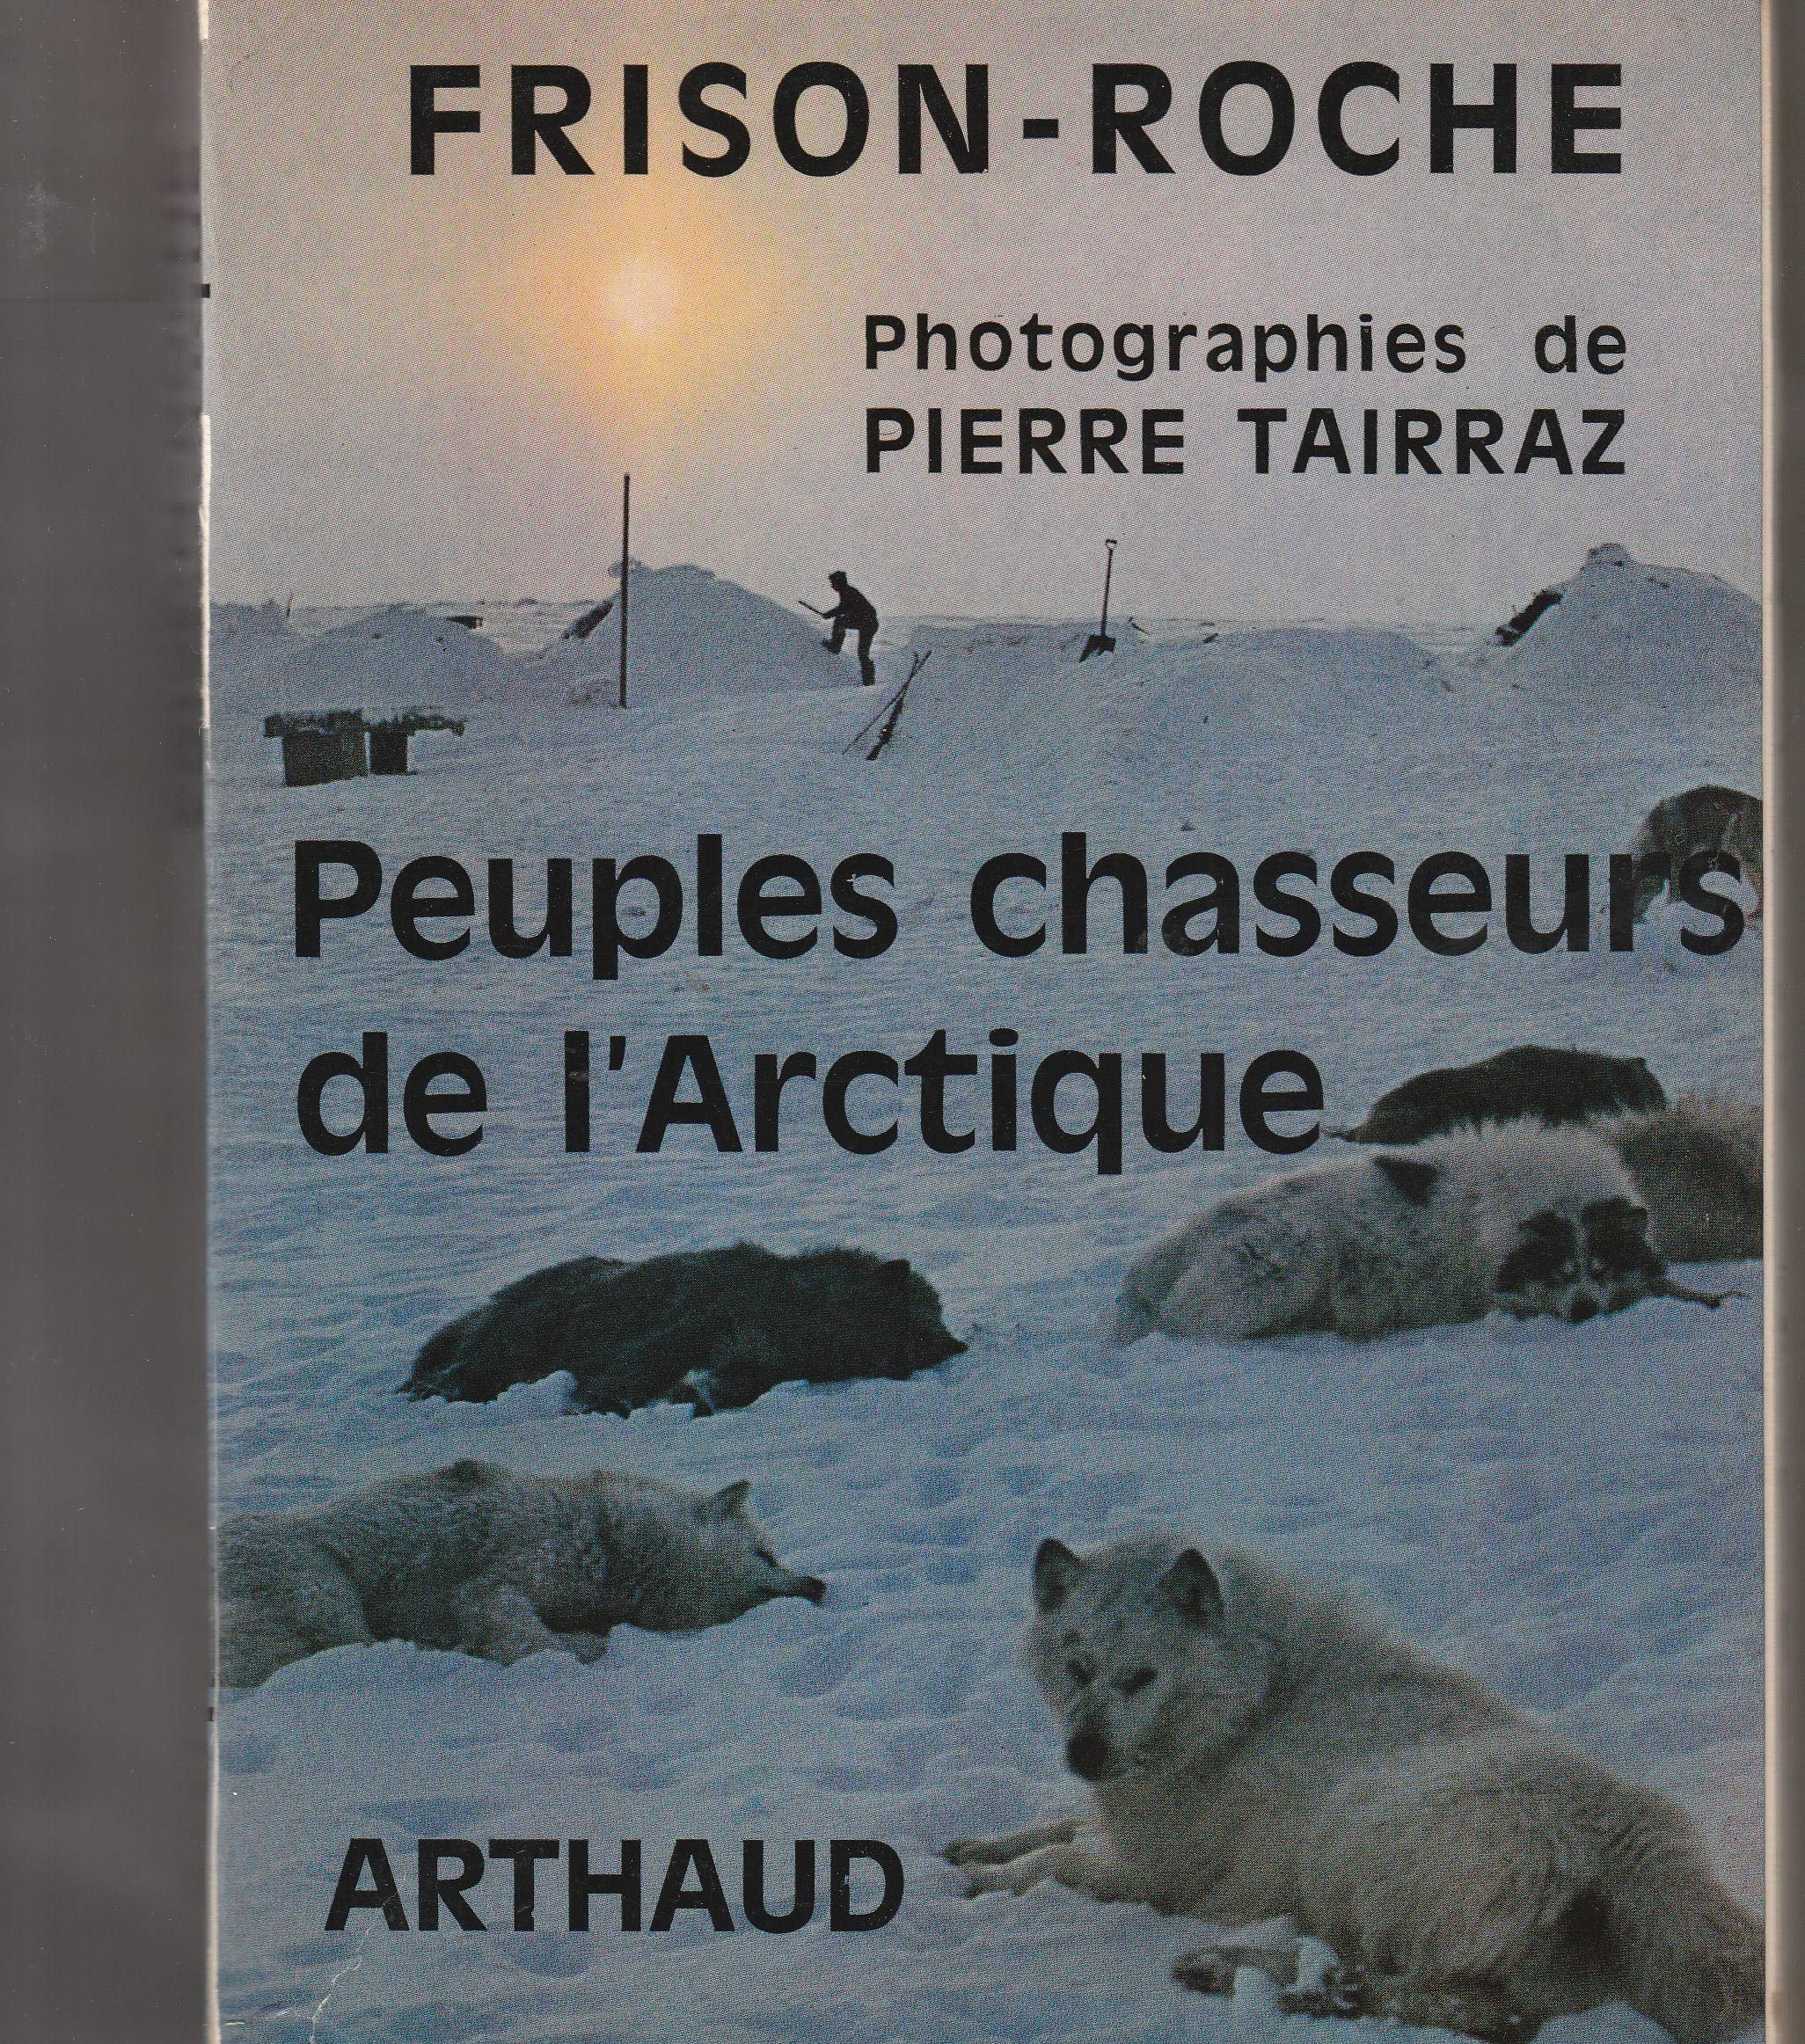 FRISON-ROCHE
Photographies de
PIERRE TAIRRAZ
Peuples chasseurs
de l'Arctique
ARTHAUD